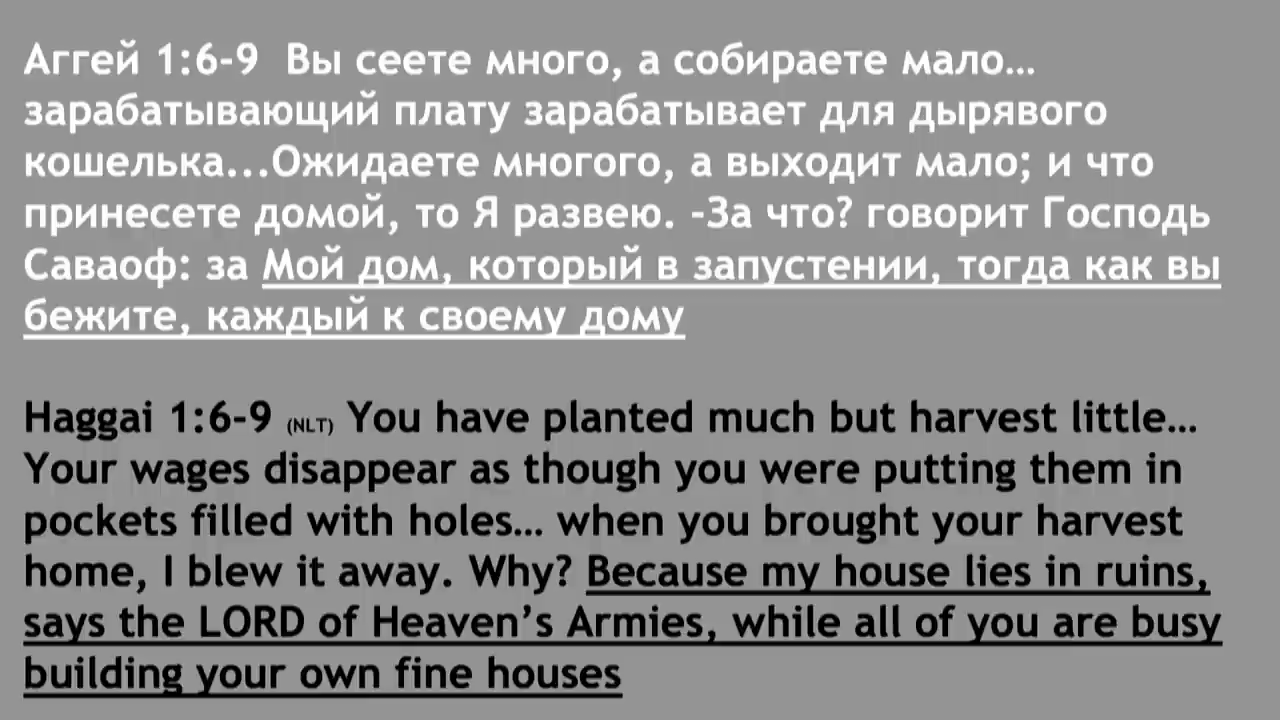 Аггей 1:6-9  Вы сеете много, а собираете мало…
зарабатывающий плату зарабатывает для дырявого
кошелька...Ожидаете многого, а выходит мало; и что
принесете домой, то Я развею. -За что? говорит Господь
Саваоф: за Мой дом, который в запустении, тогда как вы
бежите, каждый к своему дому
Haggai 1:6-9 (NLT) You have planted much but harvest little…
Your wages disappear as though you were putting them in
pockets filled with holes… when you brought your harvest
home, I blew it away. Why? Because my house lies in ruins,
says the LORD of Heaven’s Armies, while all of you are busy
building your own fine houses